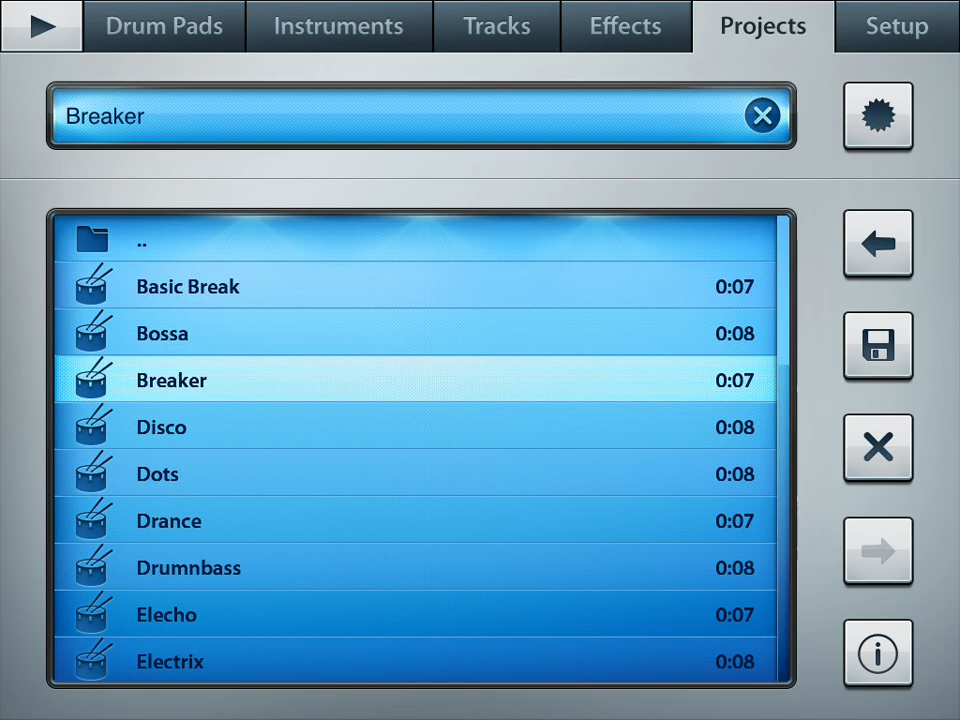 Drum Pads Instruments Tracks Effects Projects Setup
Breaker
..
Basic Break 0:07
Bossa 0:08
Breaker 0:07
Disco 0:08
Dots 0:08
Drance 0:07
Drumnbass 0:08
Elecho 0:07
Electrix 0:08